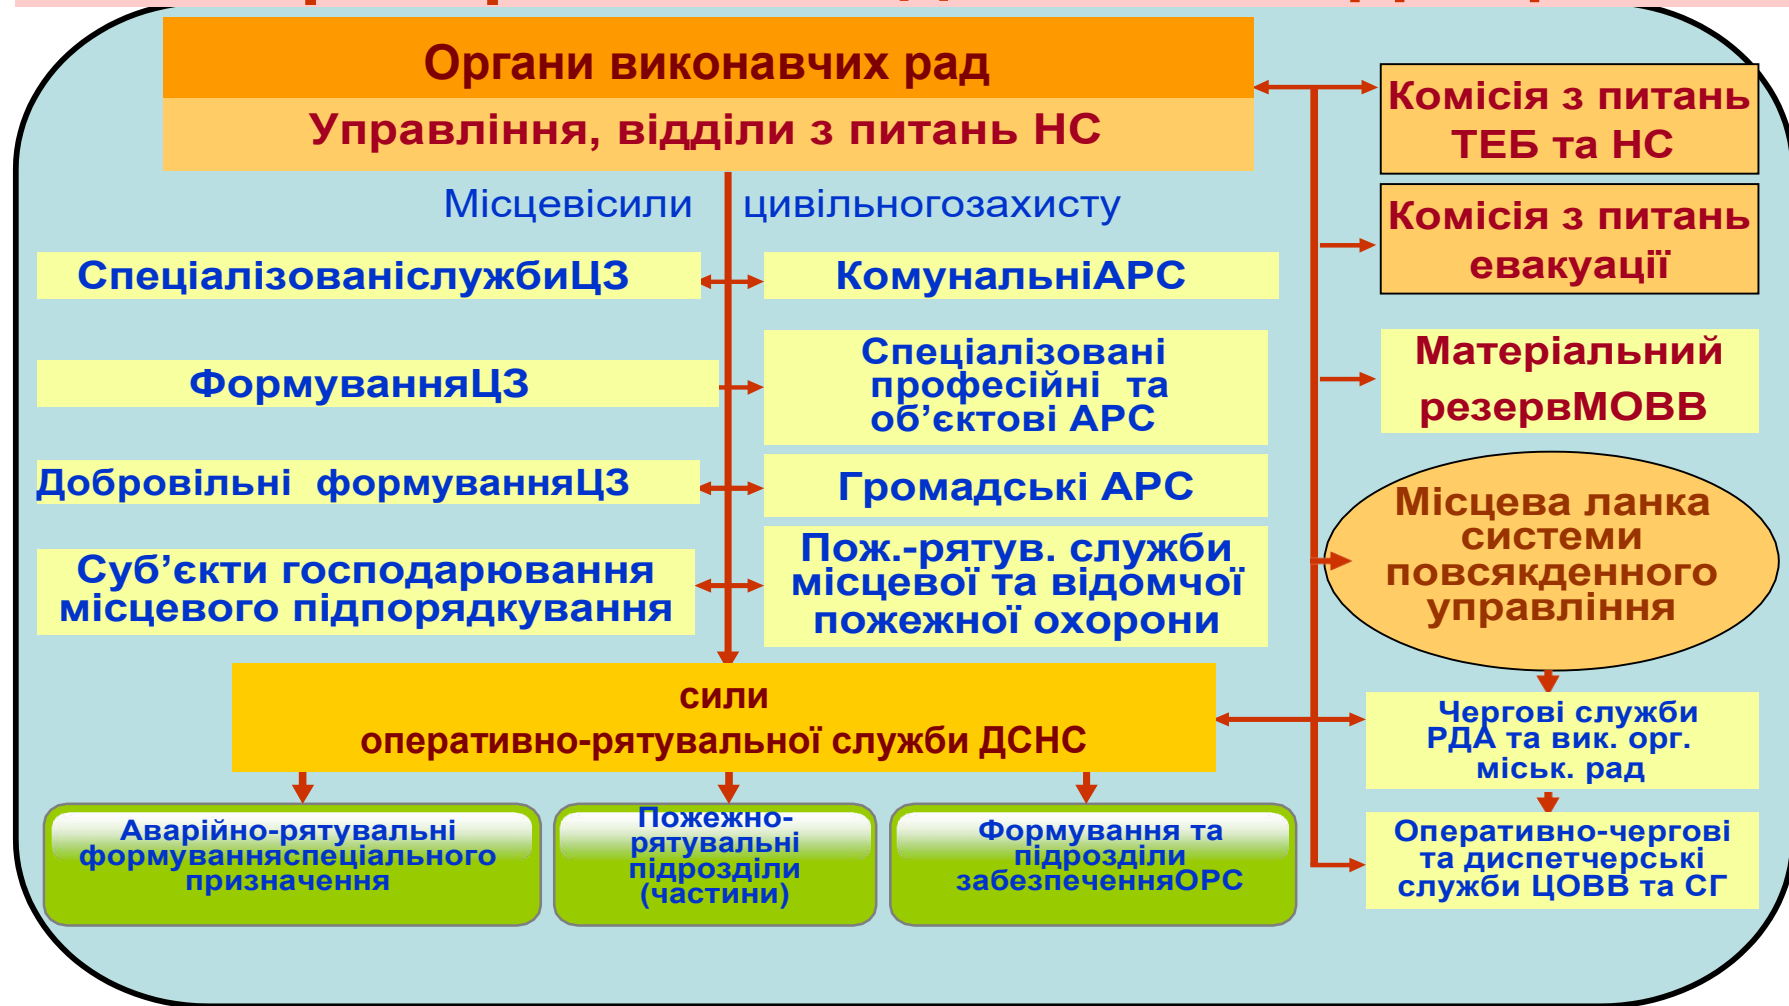 Органи виконавчих рад
Управління, відділи з питань НС
Місцевісили цивільногозахисту
СпеціалізованіслужбиЦЗ
КомунальніАРС
ФормуванняЦЗ
Спеціалізовані
професійні та
об’єктові АРС
Добровільні формуванняЦЗ
Громадські АРС
Суб’єкти господарювання
місцевого підпорядкування
Пож.-рятув. служби
місцевої та відомчої
пожежної охорони
сили
оперативно-рятувальної служби ДСНС
Аварійно-рятувальні
формуванняспеціального
призначення
Пожежно-
рятувальні
підрозділи
(частини)
Формування та
підрозділи
забезпеченняОРС
Комісія з питань
ТЕБ та НС
Комісія з питань
евакуації
Матеріальний
резервМОВВ
Місцева ланка
системи
повсякденного
управління
Чергові служби
РДА та вик. орг.
міськ. рад
Оперативно-чергові
та диспетчерські
служби ЦОВВ та СГ